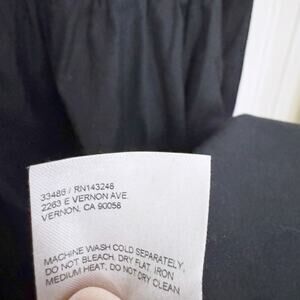 33486 / RN143246
2263 E VERNON AVE.
VERNON, CA 90058
MACHINE WASH COLD SEPARATELY,
DO NOT BLEACH. DRY FLAT. IRON
MEDIUM HEAT, DO NOT DRY CLEAN